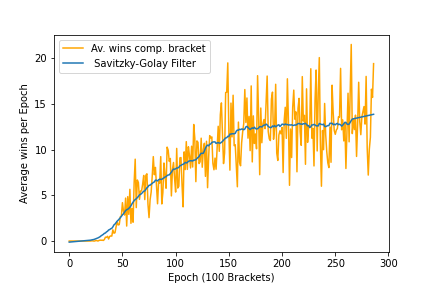 Av. wins comp. bracket
Savitzky-Golay Filter
Average wins per Epoch
20
15
10
5
0
0 50 100 150 200 250 300
Epoch (100 Brackets)